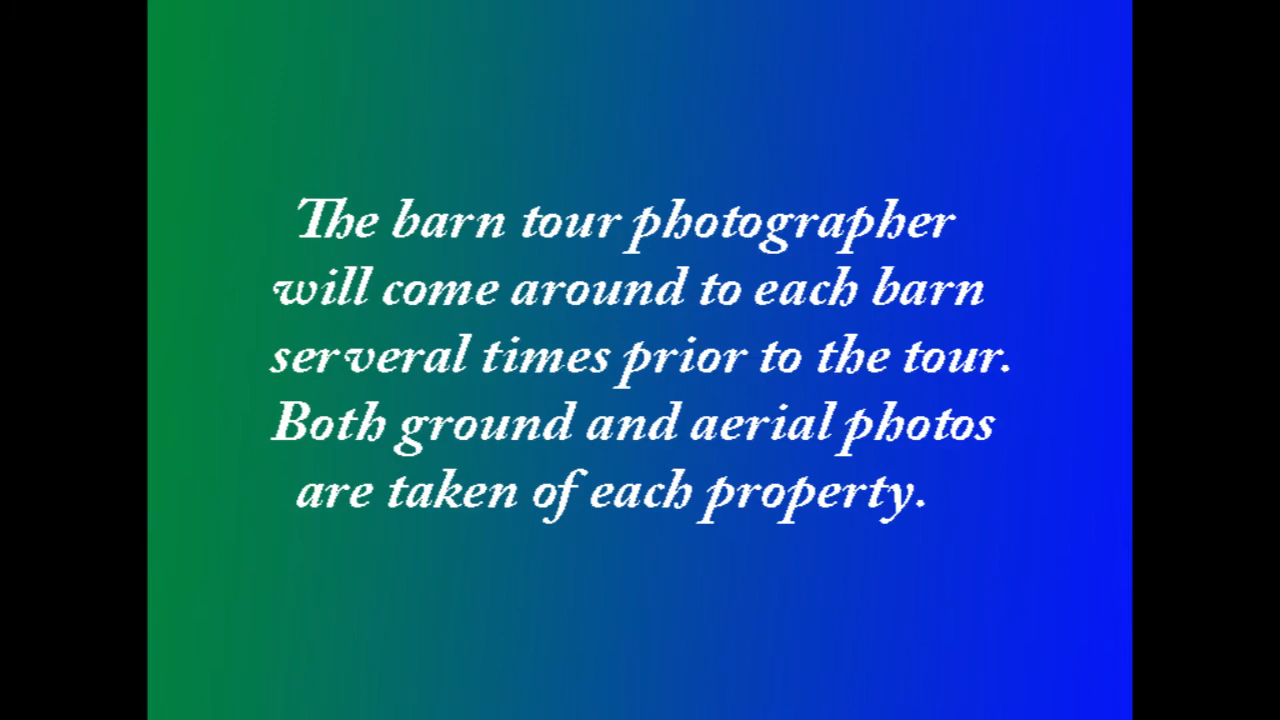 The barn tour photographer
will come around to each barn
serveral times prior to the tour.
Both ground and aerial photos
are taken of each property.